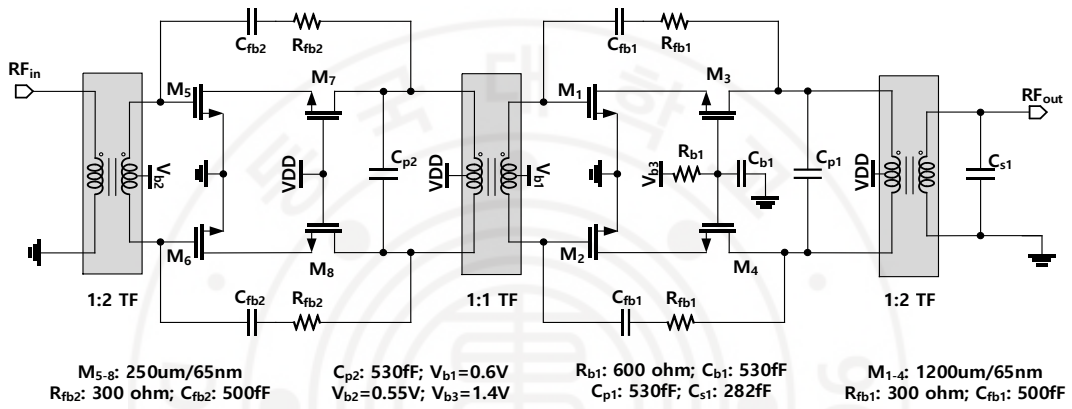 C_fb2 R_fb2
C_fb1 R_fb1
RF_in
M_5
M_7
M_1
M_3
RF_out
V_b2
VDD
C_p2
VDD
V_b1
V_b3
R_b1
C_b1
C_p1
VDD
C_s1
M_6
M_8
M_2
M_4
1:2 TF
C_fb2 R_fb2
1:1 TF
C_fb1 R_fb1
1:2 TF
M_5-8: 250um/65nm
R_fb2: 300 ohm; C_fb2: 500fF
C_p2: 530fF; V_b1=0.6V
V_b2=0.55V; V_b3=1.4V
R_b1: 600 ohm; C_b1: 530fF
C_p1: 530fF; C_s1: 282fF
M_1-4: 1200um/65nm
R_fb1: 300 ohm; C_fb1: 500fF